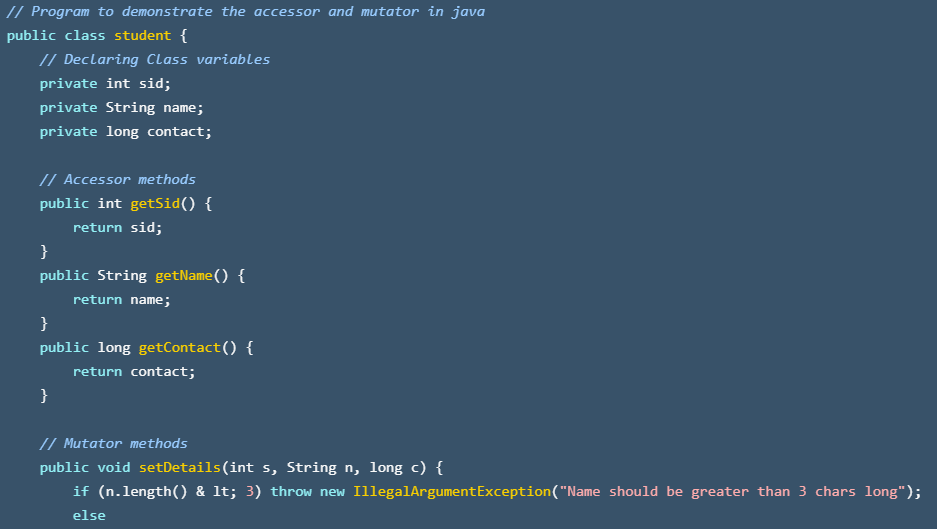 // Program to demonstrate the accessor and mutator in java
public class student {
    // Declaring Class variables
    private int sid;
    private String name;
    private long contact;

    // Accessor methods
    public int getSid() {
        return sid;
    }
    public String getName() {
        return name;
    }
    public long getContact() {
        return contact;
    }

    // Mutator methods
    public void setDetails(int s, String n, long c) {
        if (n.length() & lt; 3) throw new IllegalArgumentException("Name should be greater than 3 chars long");
        else